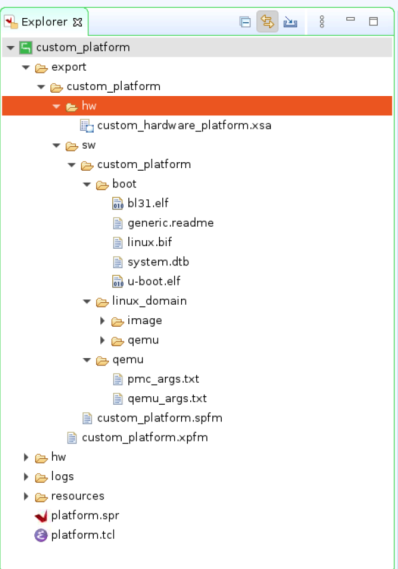 Explorer
custom_platform
export
custom_platform
hw
custom_hardware_platform.xsa
sw
custom_platform
boot
bl31.elf
generic.readme
linux.bif
system.dtb
u-boot.elf
linux_domain
image
qemu
qemu
pmc_args.txt
qemu_args.txt
custom_platform.spfm
custom_platform.xpfm
hw
logs
resources
platform.spr
platform.tcl